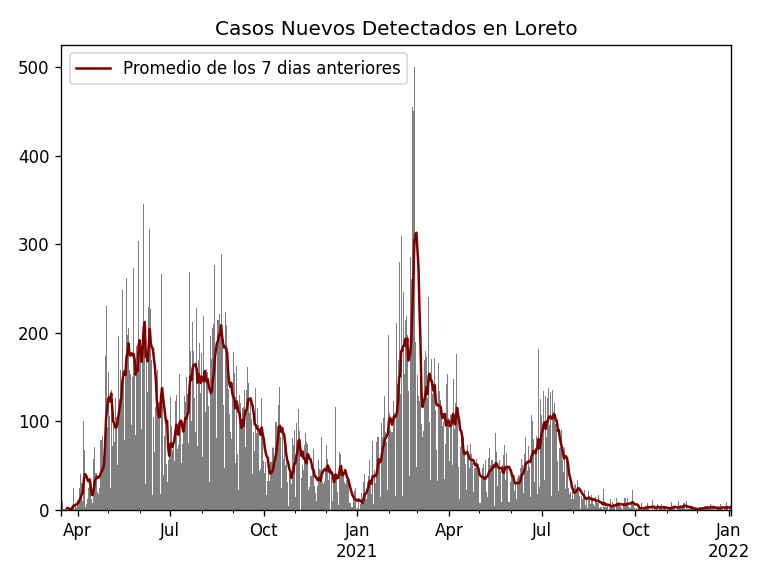 Casos Nuevos Detectados en Loreto
Promedio de los 7 dias anteriores
500
400
300
200
100
0
Apr Jul Oct Jan Apr Jul Oct Jan
2021 2022